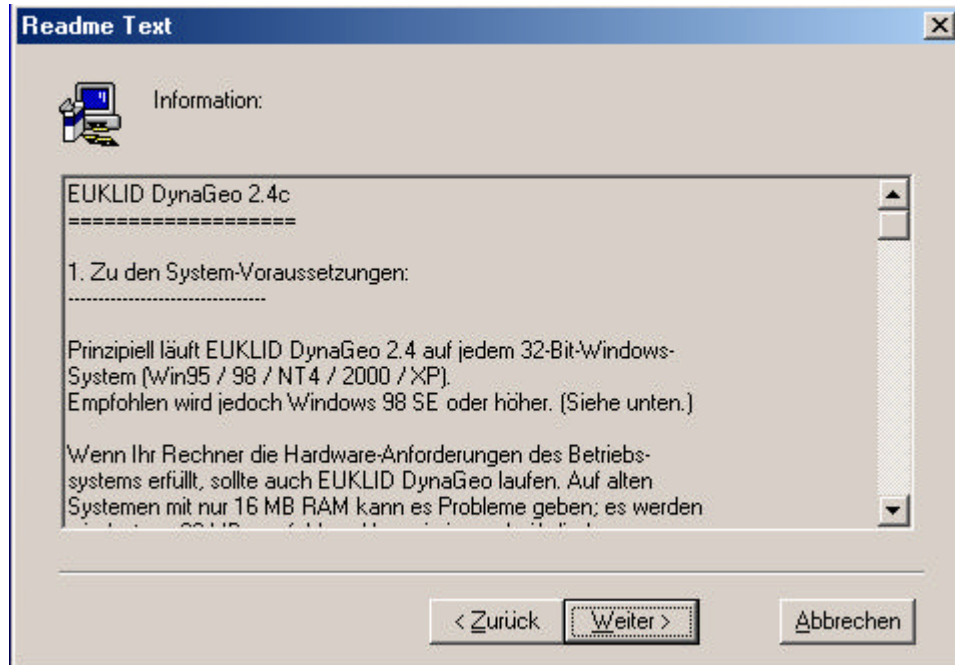 Readme Text
Information:
EUKLID DynaGeo 2.4c
===================
1. Zu den System-Voraussetzungen:
---------------------------------
Prinzipiell läuft EUKLID DynaGeo 2.4 auf jedem 32-Bit-Windows-
System (Win95 / 98 / NT4 / 2000 / XP).
Empfohlen wird jedoch Windows 98 SE oder höher. (Siehe unten.)
Wenn Ihr Rechner die Hardware-Anforderungen des Betriebs-
systems erfüllt, sollte auch EUKLID DynaGeo laufen. Auf alten
Systemen mit nur 16 MB RAM kann es Probleme geben; es werden
< Zurück
Weiter >
Abbrechen